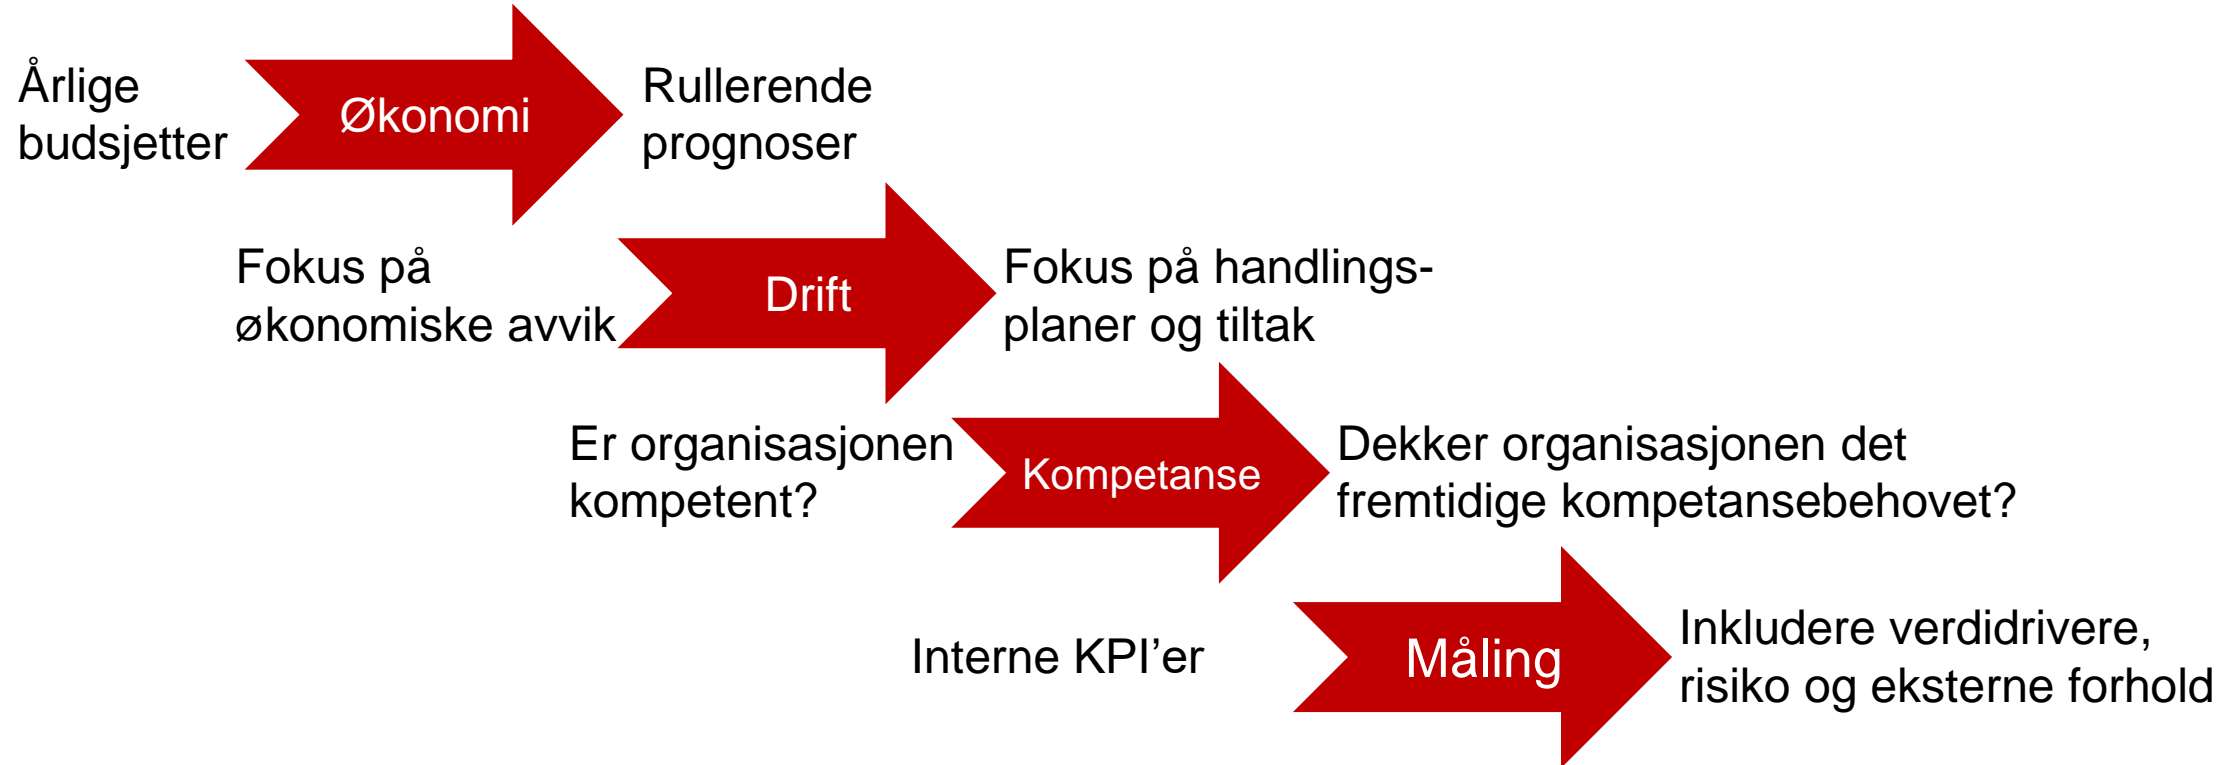 Årlige
budsjetter
Økonomi
Rullerende
prognoser
Fokus på
økonomiske avvik
Drift
Fokus på handlings-
planer og tiltak
Er organisasjonen
kompetent?
Kompetanse
Dekker organisasjonen det
fremtidige kompetansebehovet?
Interne KPI’er
Måling
Inkludere verdidrivere,
risiko og eksterne forhold